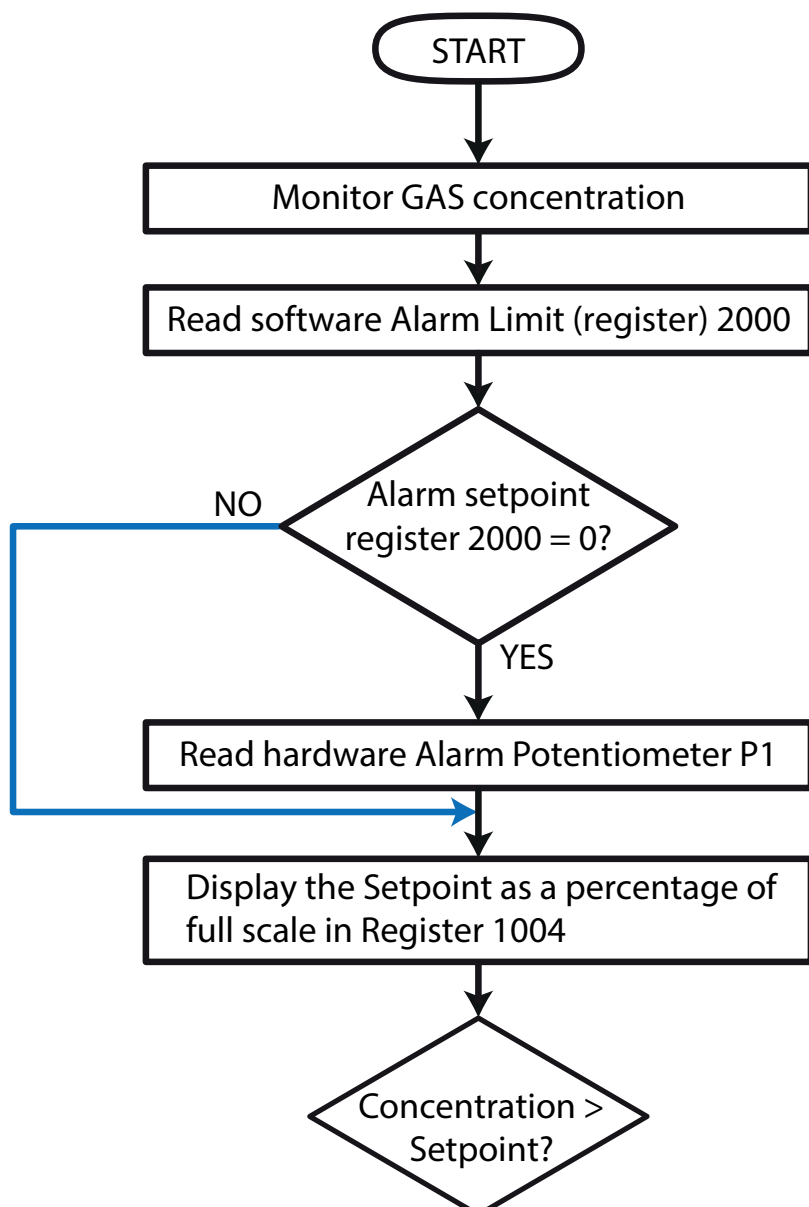 START
Monitor GAS concentration
Read software Alarm Limit (register) 2000
Alarm setpoint
register 2000 = 0?
NO
YES
Read hardware Alarm Potentiometer P1
Display the Setpoint as a percentage of
full scale in Register 1004
Concentration >
Setpoint?